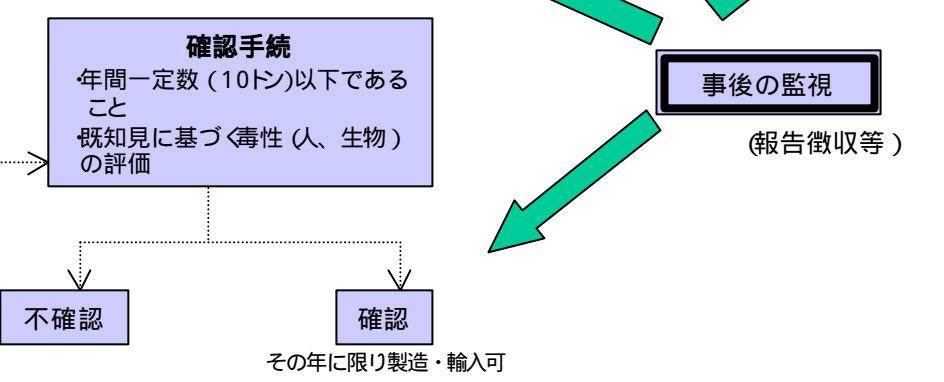 確認手続
・年間一定数(10トン)以下である
こと
・既知見に基づく毒性(人、生物)
の評価
事後の監視
(報告徴収等)
不確認
確認
その年に限り製造・輸入可